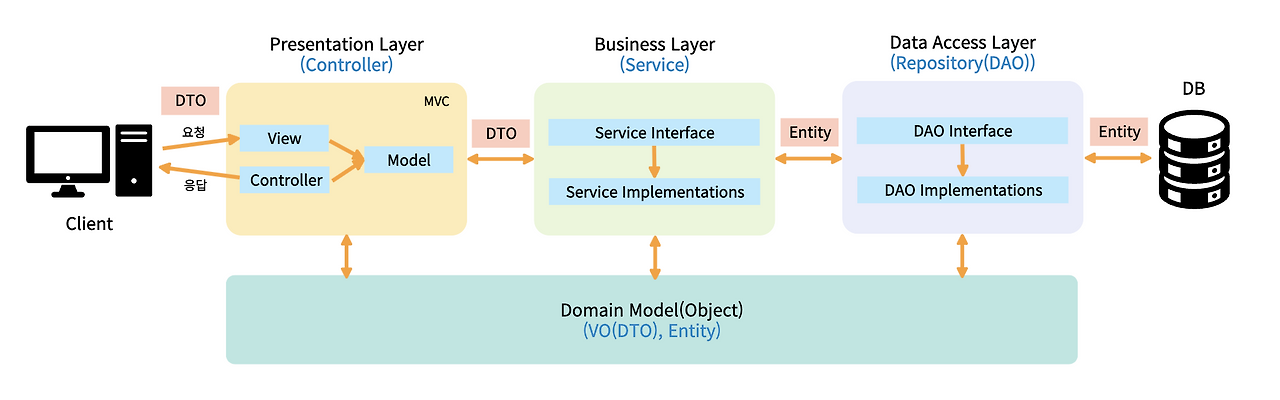 Presentation Layer
(Controller)
Business Layer
(Service)
Data Access Layer
(Repository(DAO))
DB
DTO
MVC
요청
View
Controller
Model
응답
Client
DTO
Service Interface
Service Implementations
Entity
DAO Interface
DAO Implementations
Entity
Domain Model(Object)
(VO(DTO), Entity)